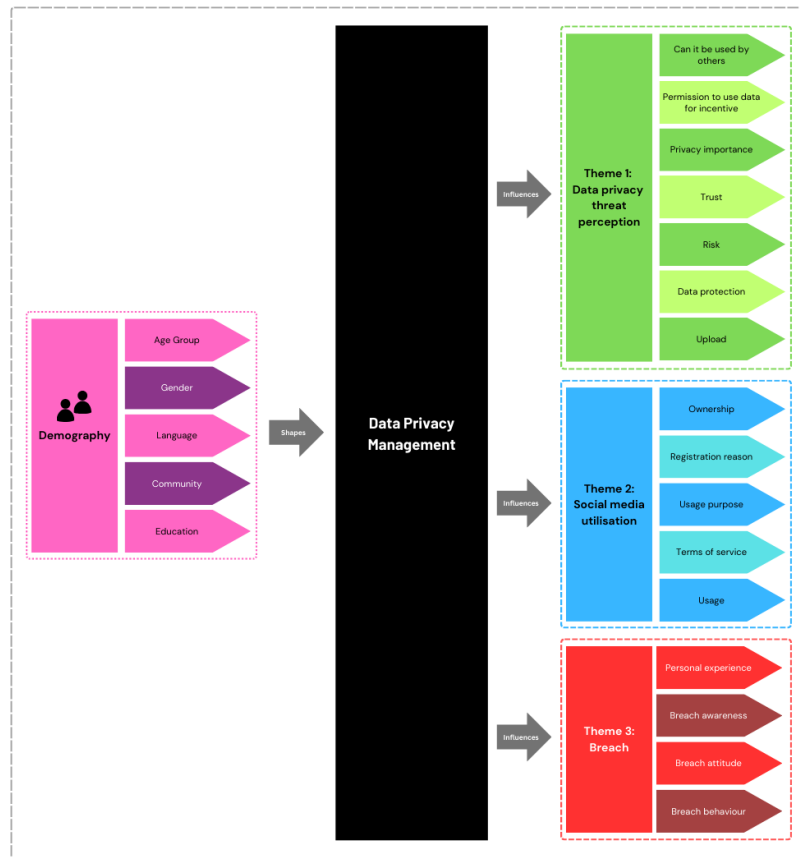 Demography
Age Group
Gender
Language
Community
Education
Shapes
Data Privacy
Management
Influences
Theme 1:
Data privacy
threat
perception
Can it be used by
others
Permission to use data
for incentive
Privacy importance
Trust
Risk
Data protection
Upload
Influences
Theme 2:
Social media
utilisation
Ownership
Registration reason
Usage purpose
Terms of service
Usage
Influences
Theme 3:
Breach
Personal experience
Breach awareness
Breach attitude
Breach behaviour